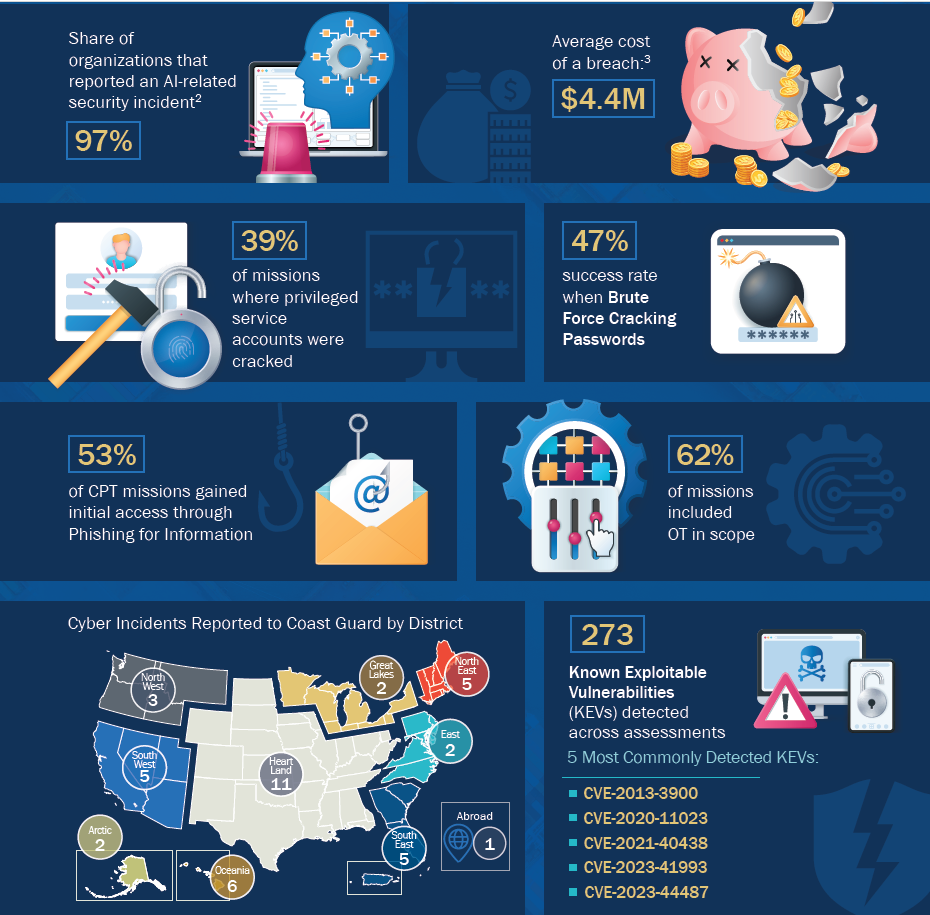 Share of
organizations that
reported an AI-related
security incident2
97%
Average cost
of a breach:3
$4.4M
39%
of missions
where privileged
service
accounts were
cracked
47%
success rate
when Brute
Force Cracking
Passwords
53%
of CPT missions gained
initial access through
Phishing for Information
62%
of missions
included
OT in scope
Cyber Incidents Reported to Coast Guard by District
North
West
3
Great
Lakes
2
North
East
5
South
West
5
Heart
Land
11
East
2
Arctic
2
Oceania
6
South
East
5
Abroad
1
273
Known Exploitable
Vulnerabilities
(KEVs) detected
across assessments
5 Most Commonly Detected KEVs:
CVE-2013-3900
CVE-2020-11023
CVE-2021-40438
CVE-2023-41993
CVE-2023-44487